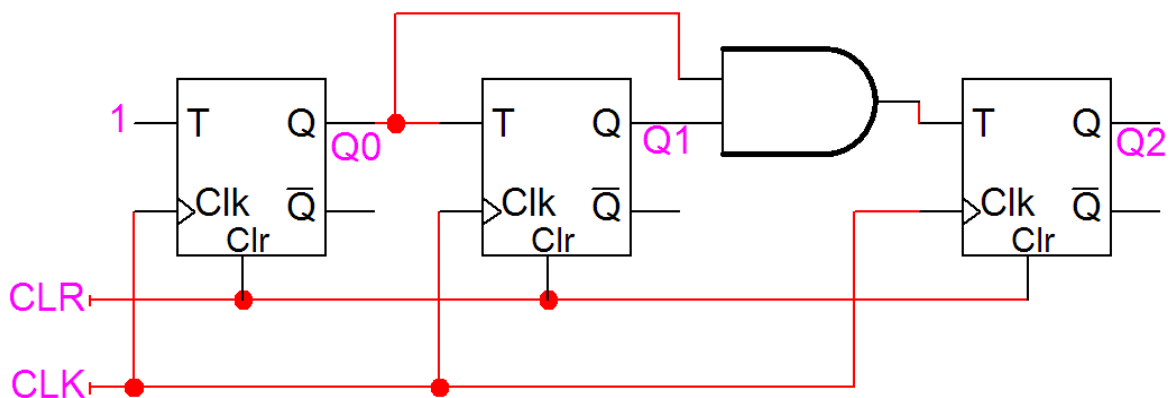 1 T Q Q0 T Q Q1 T Q Q2
Clk Q̅ Clk Q̅ Clk Q̅
Clr Clr Clr
CLR
CLK